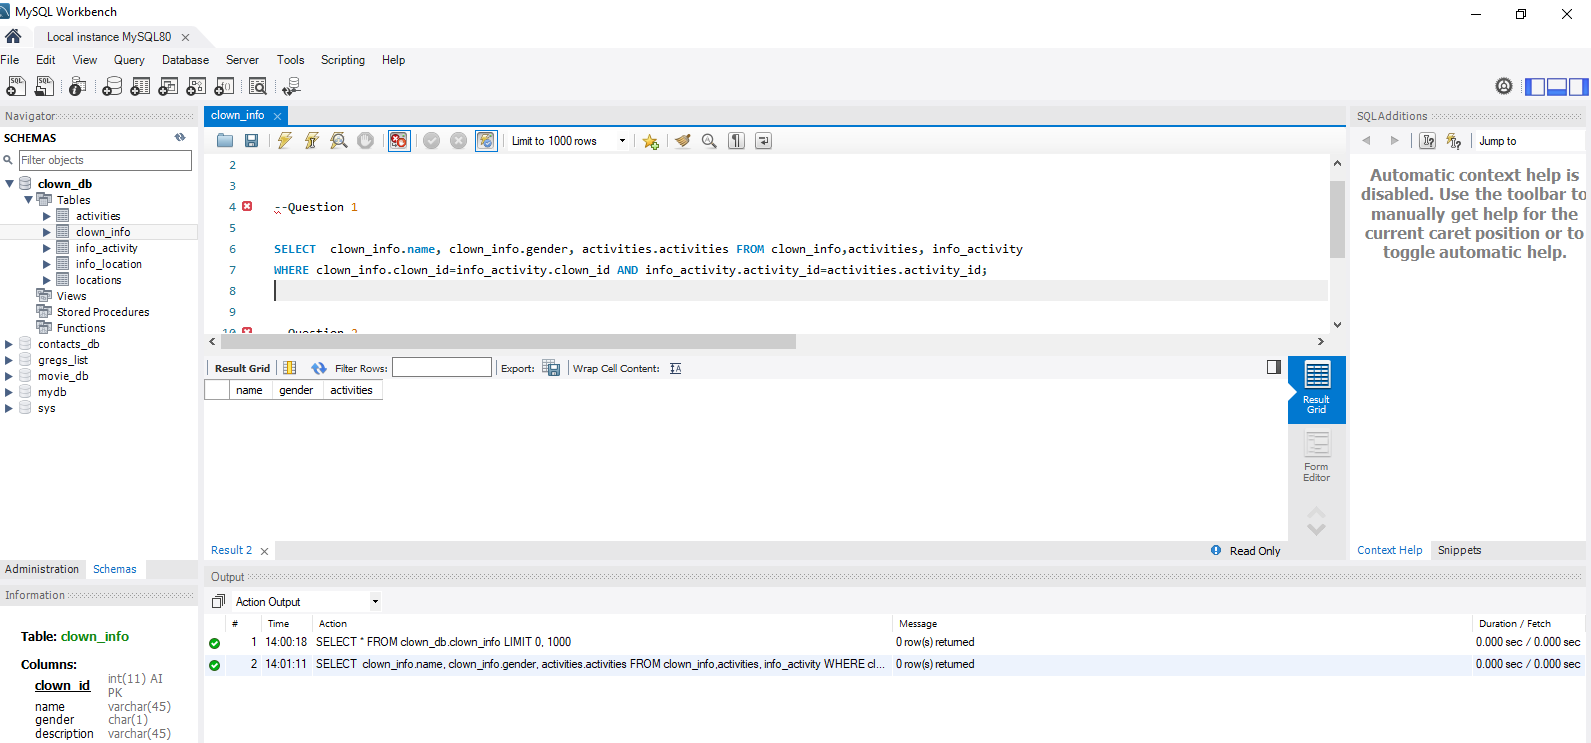 MySQL Workbench
Local instance MySQL80
File Edit View Query Database Server Tools Scripting Help
Navigator
SCHEMAS
Filter objects
clown_db
Tables
activities
clown_info
info_activity
info_location
locations
Views
Stored Procedures
Functions
contacts_db
gregs_list
movie_db
mydb
sys
Administration Schemas
Information
Table: clown_info
Columns:
clown_id int(11) AI
PK
name varchar(45)
gender char(1)
description varchar(45)
clown_info
Limit to 1000 rows
2
3
4 --Question 1
5
6 SELECT  clown_info.name, clown_info.gender, activities.activities FROM clown_info,activities, info_activity
7 WHERE clown_info.clown_id=info_activity.clown_id AND info_activity.activity_id=activities.activity_id;
8
9
10 --Question 2
Result Grid Filter Rows: Export: Wrap Cell Content:
name gender activities
Result Grid
Form Editor
Result 2
Read Only
SQLAdditions
Jump to
Automatic context help is
disabled. Use the toolbar to
manually get help for the
current caret position or to
toggle automatic help.
Context Help Snippets
Output
Action Output
# Time Action Message Duration / Fetch
1 14:00:18 SELECT * FROM clown_db.clown_info LIMIT 0, 1000 0 row(s) returned 0.000 sec / 0.000 sec
2 14:01:11 SELECT  clown_info.name, clown_info.gender, activities.activities FROM clown_info,activities, info_activity WHERE cl... 0 row(s) returned 0.000 sec / 0.000 sec